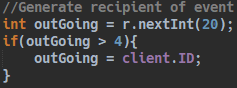 //Generate recipient of event
int outGoing = r.nextInt(20);
if(outGoing > 4){
    outGoing = client.ID;
}